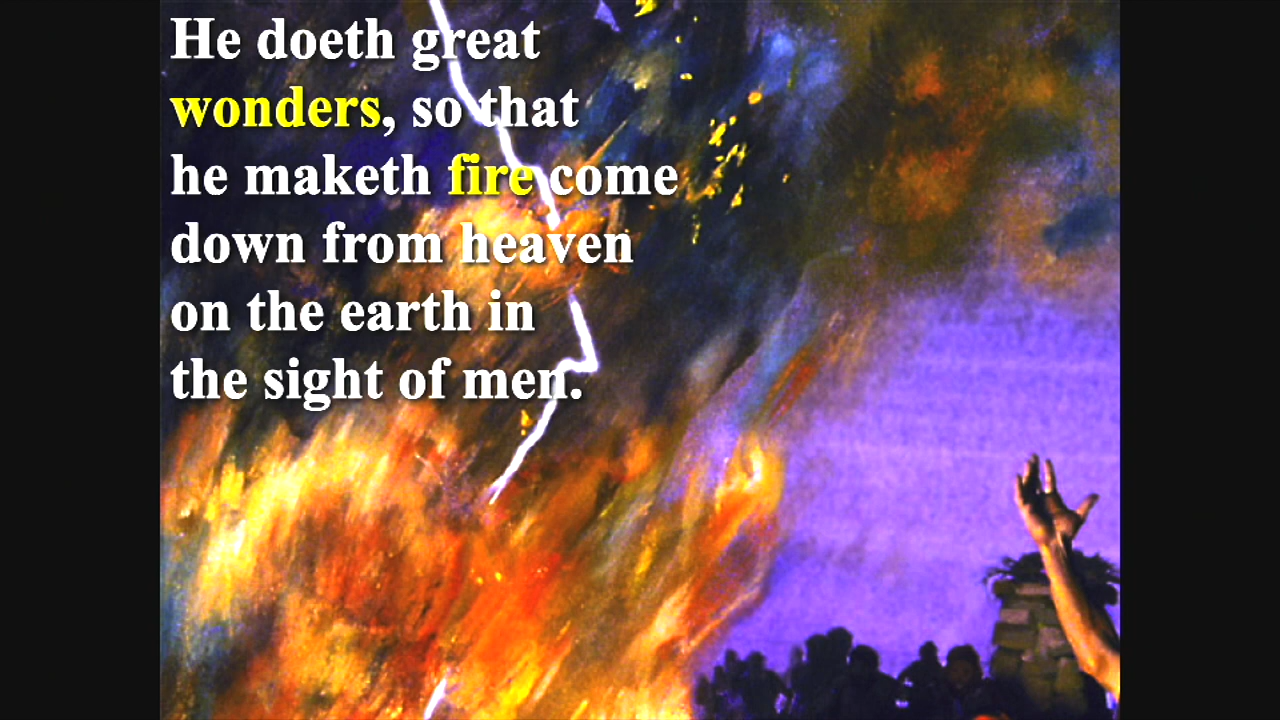 He doeth great
wonders, so that
he maketh fire come
down from heaven
on the earth in
the sight of men.